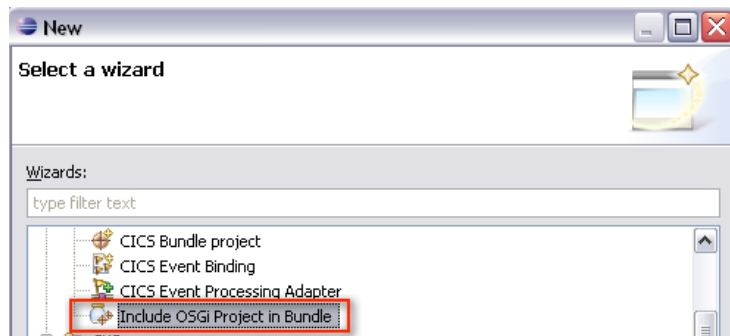 New
Select a wizard
Wizards:
type filter text
CICS Bundle project
CICS Event Binding
CICS Event Processing Adapter
Include OSGi Project in Bundle